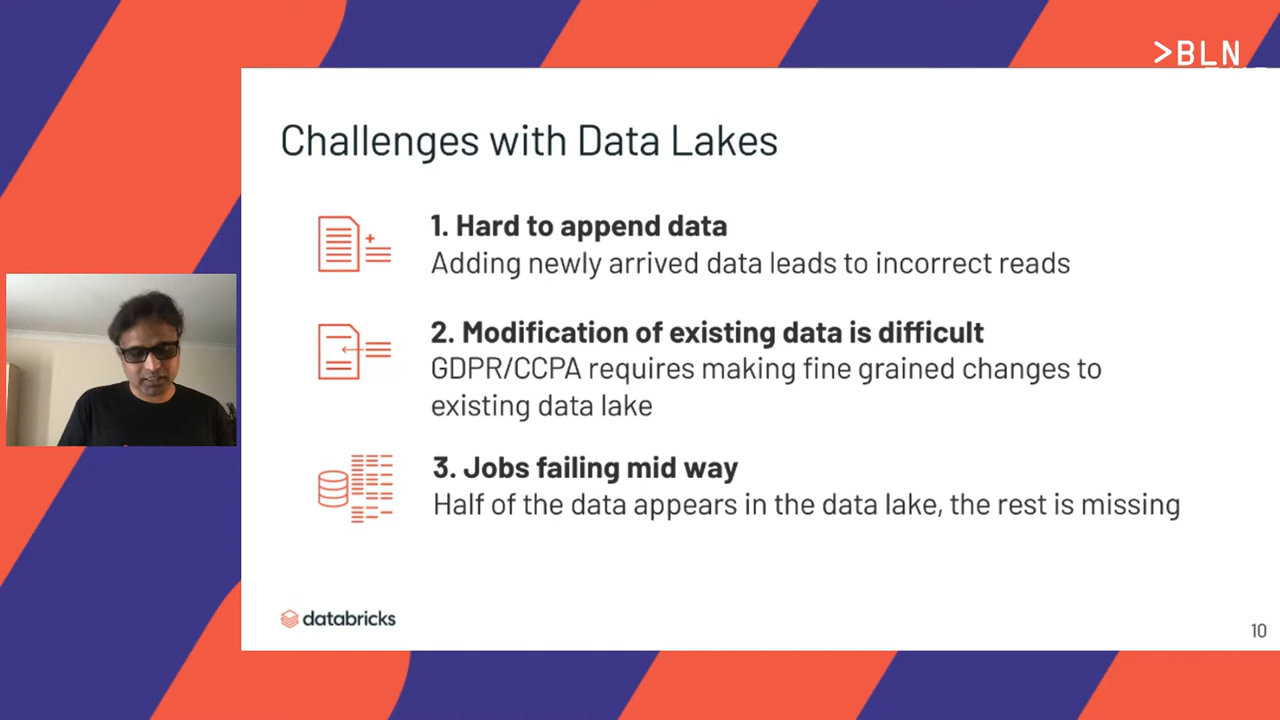 >BLN
Challenges with Data Lakes
1. Hard to append data
Adding newly arrived data leads to incorrect reads
2. Modification of existing data is difficult
GDPR/CCPA requires making fine grained changes to
existing data lake
3. Jobs failing mid way
Half of the data appears in the data lake, the rest is missing
databricks
10